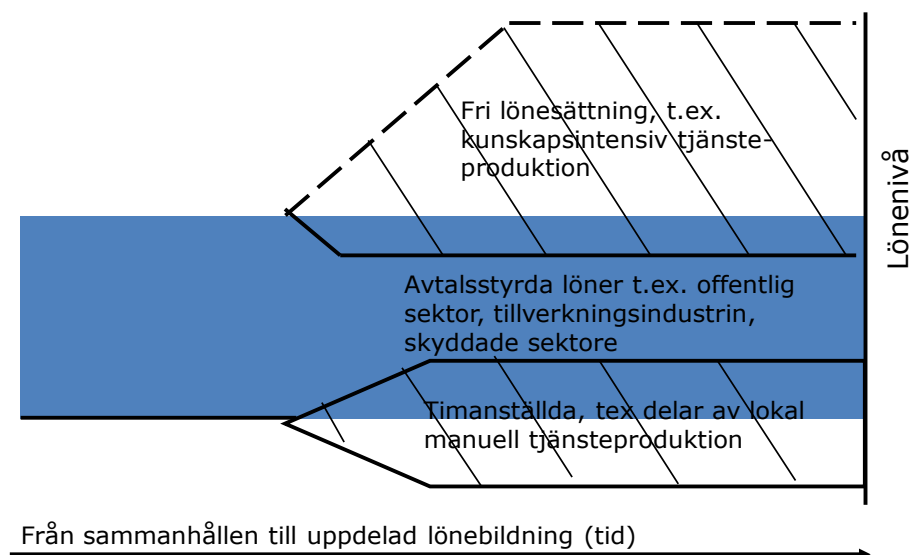 Fri lönesättning, t.ex.
kunskapsintensiv tjänste-
produktion
Lönenivå
Avtalsstyrda löner t.ex. offentlig
sektor, tillverkningsindustrin,
skyddade sektore
Timanställda, tex delar av lokal
manuell tjänsteproduktion
Från sammanhållen till uppdelad lönebildning (tid)